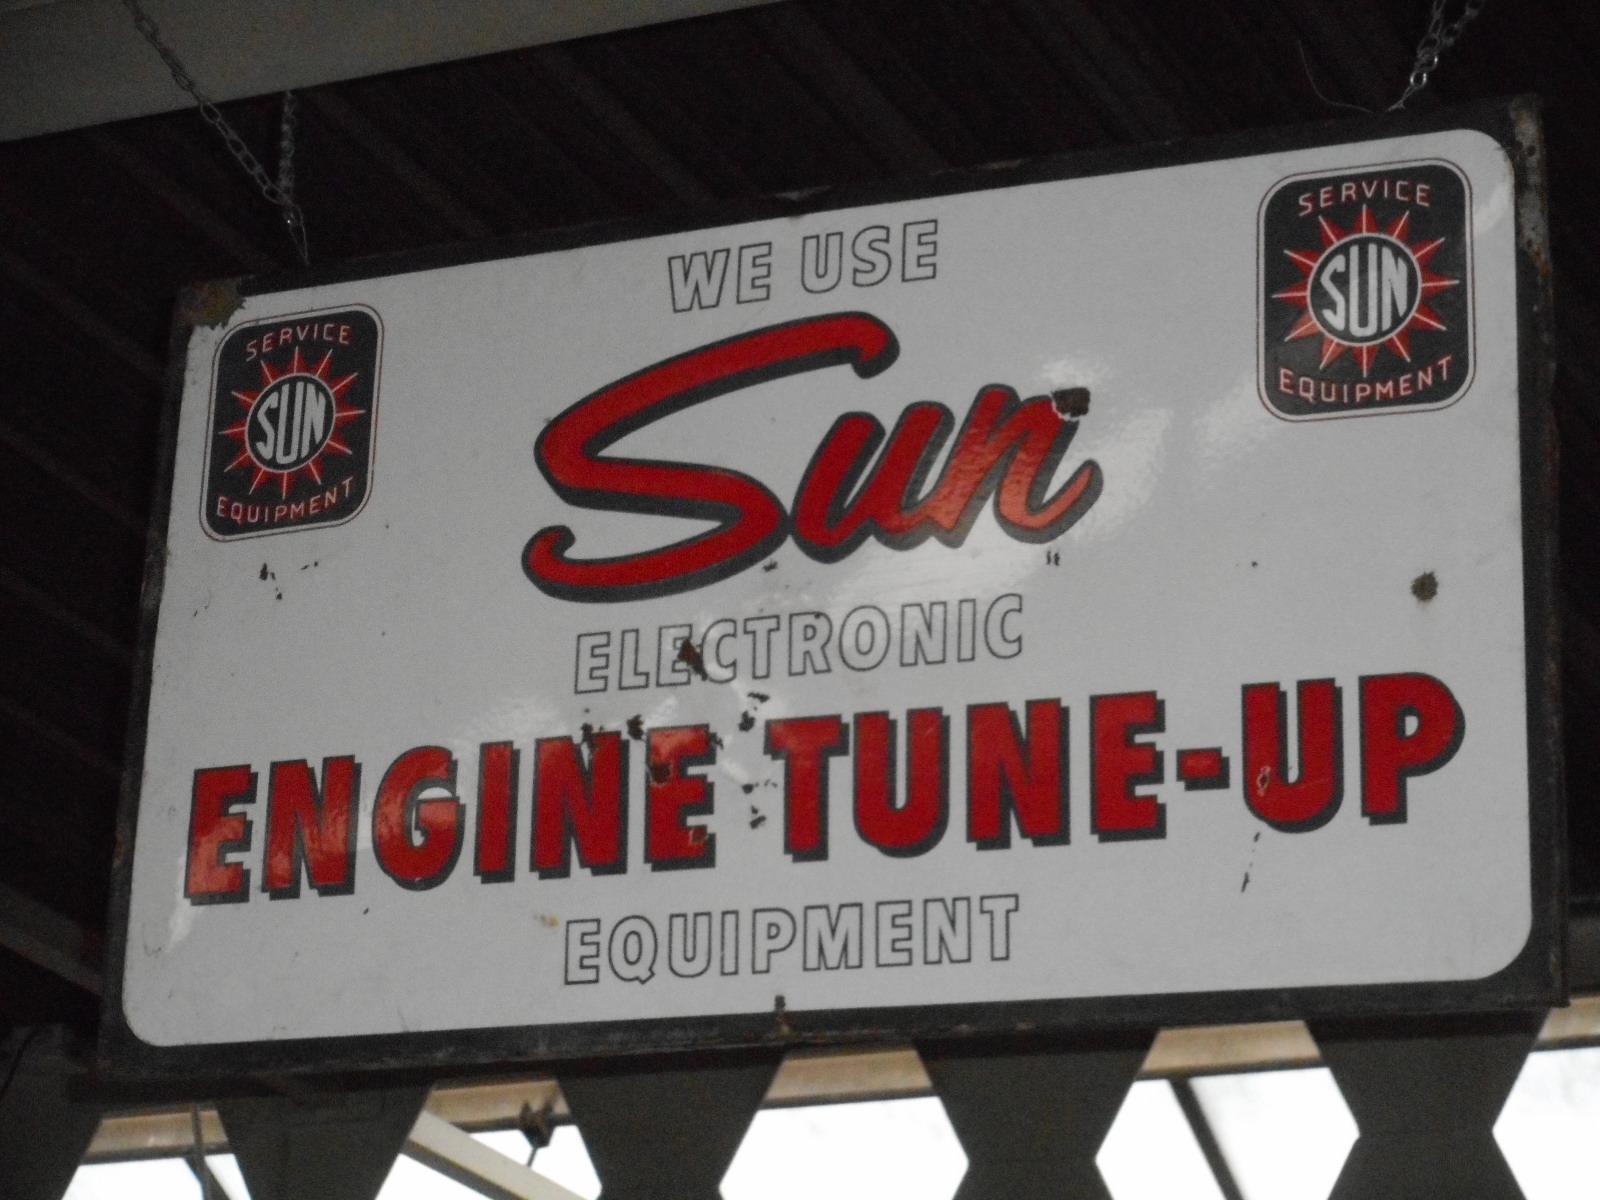 WE USE
SERVICE
SUN
EQUIPMENT
SERVICE
SUN
EQUIPMENT
Sun
ELECTRONIC
ENGINE TUNE-UP
EQUIPMENT